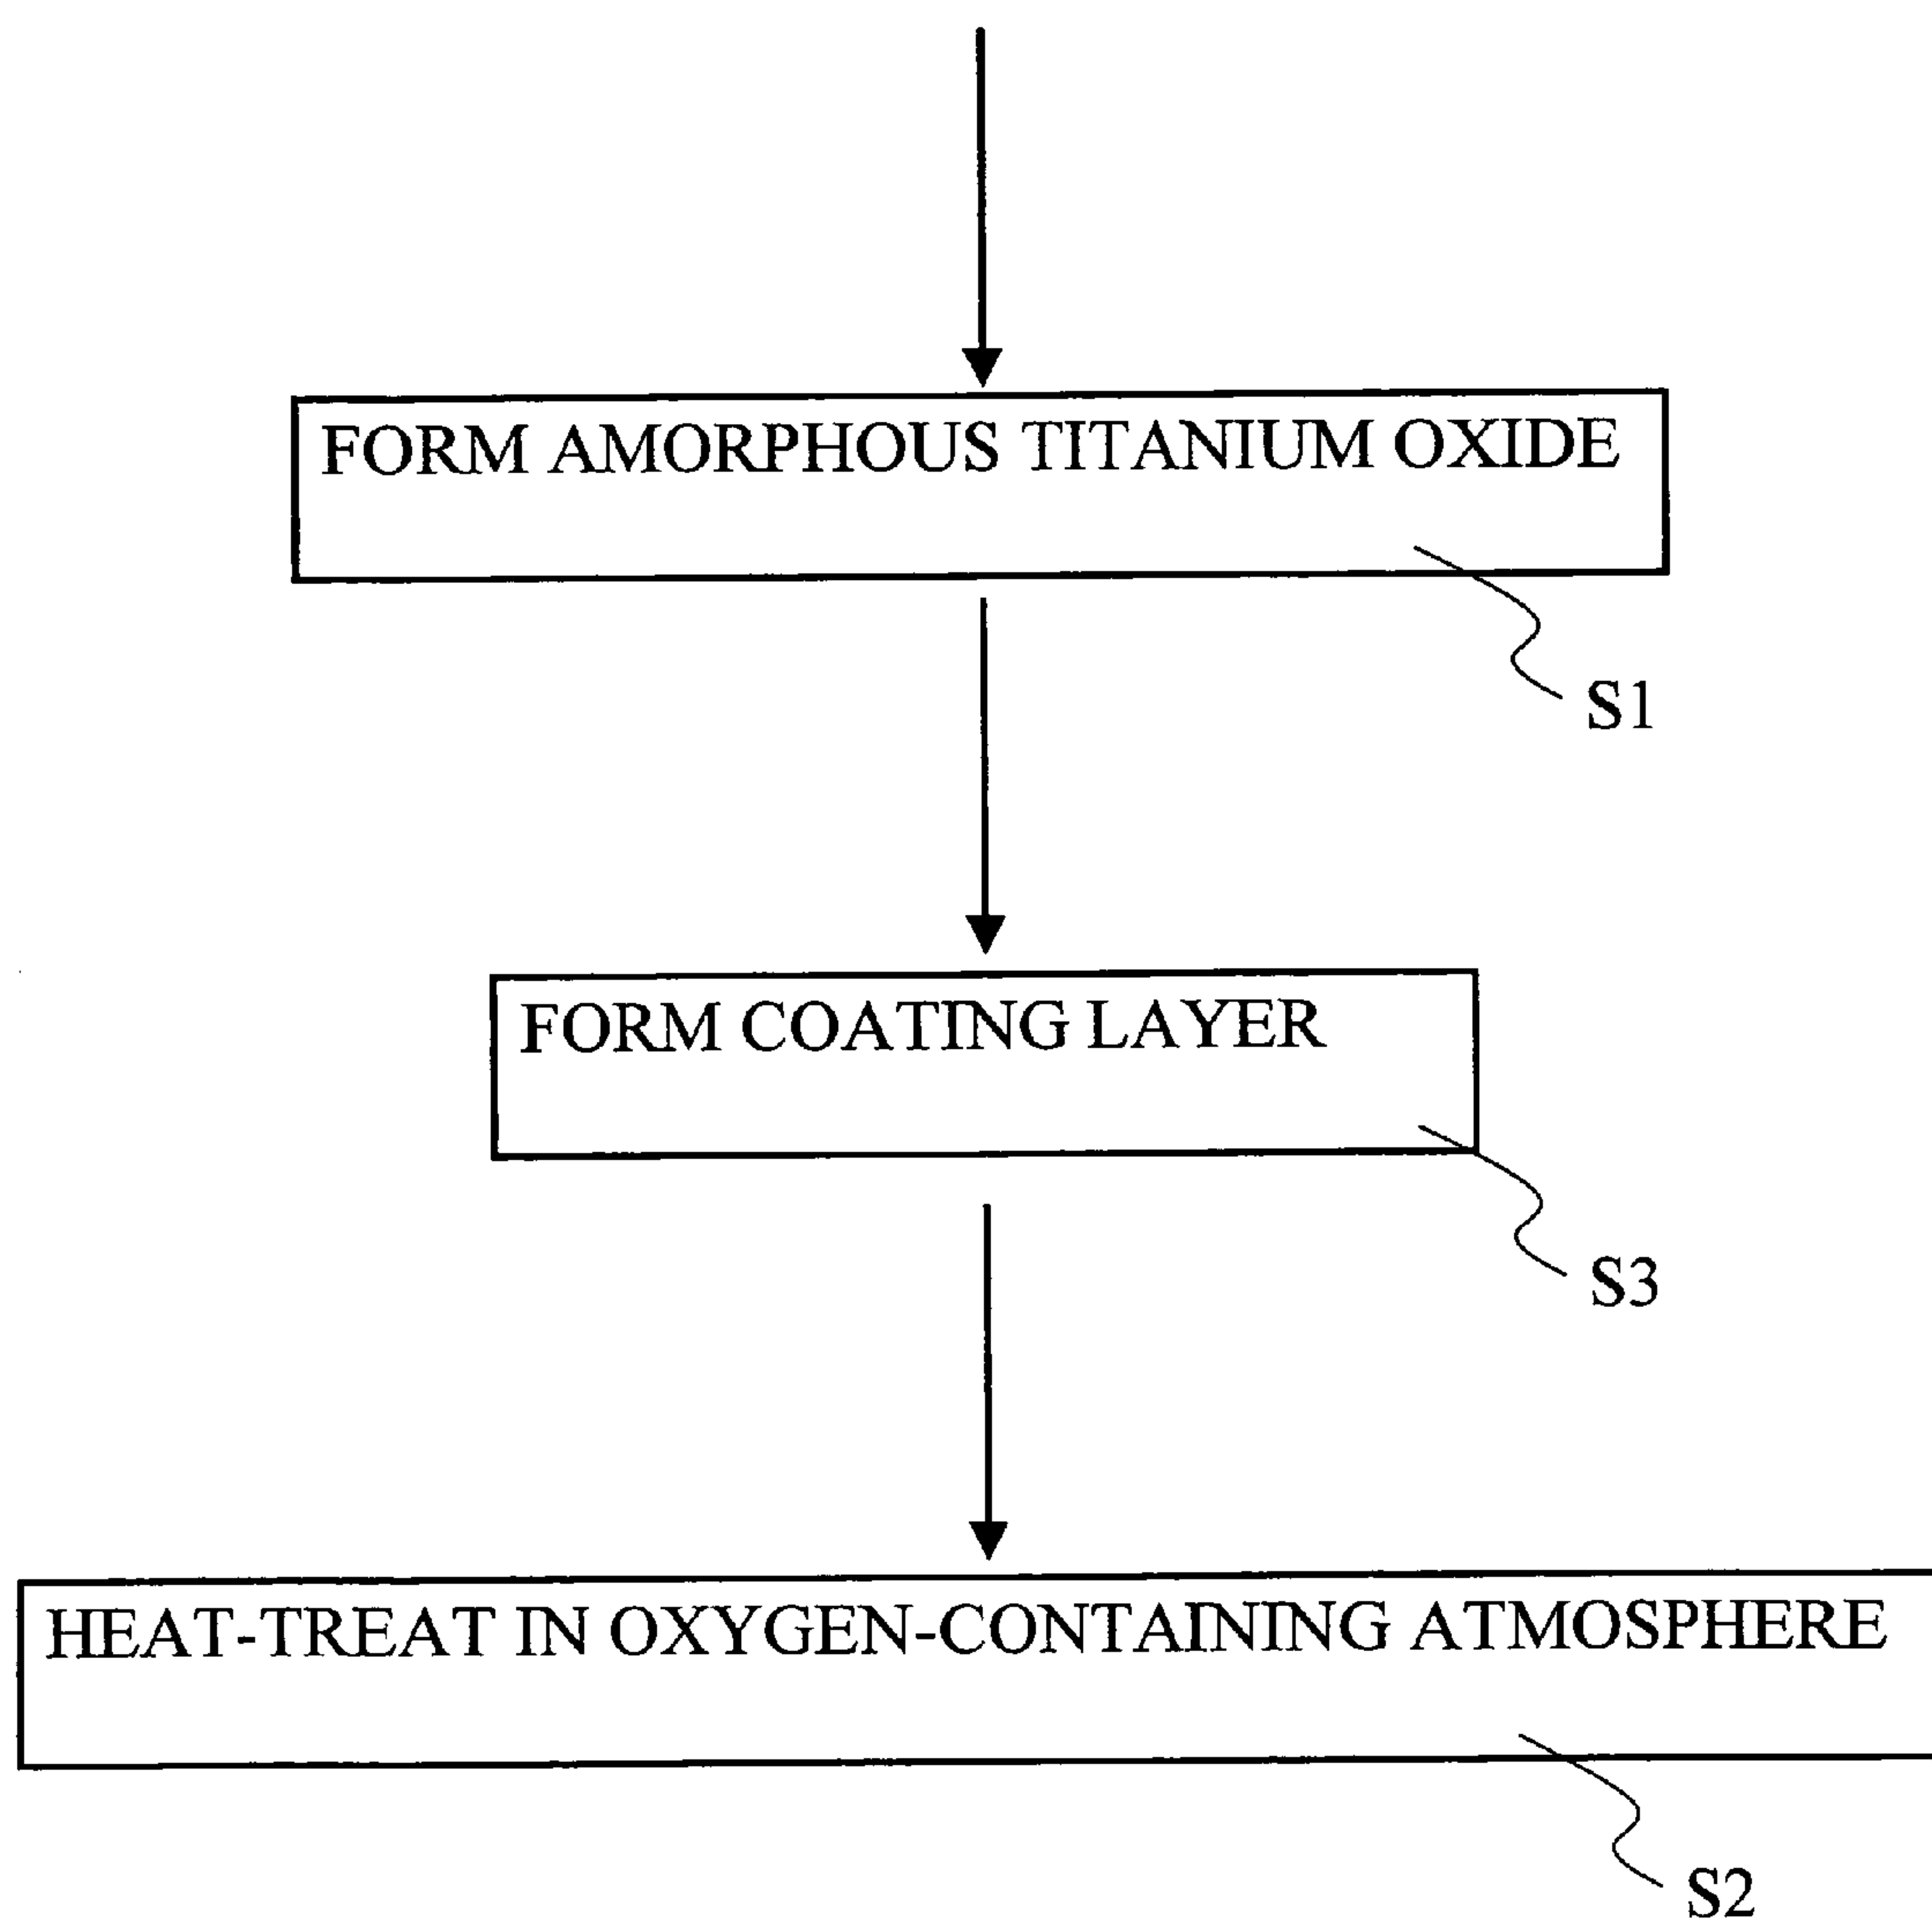 FORM AMORPHOUS TITANIUM OXIDE
S1
FORM COATING LAYER
S3
HEAT-TREAT IN OXYGEN-CONTAINING ATMOSPHERE
S2